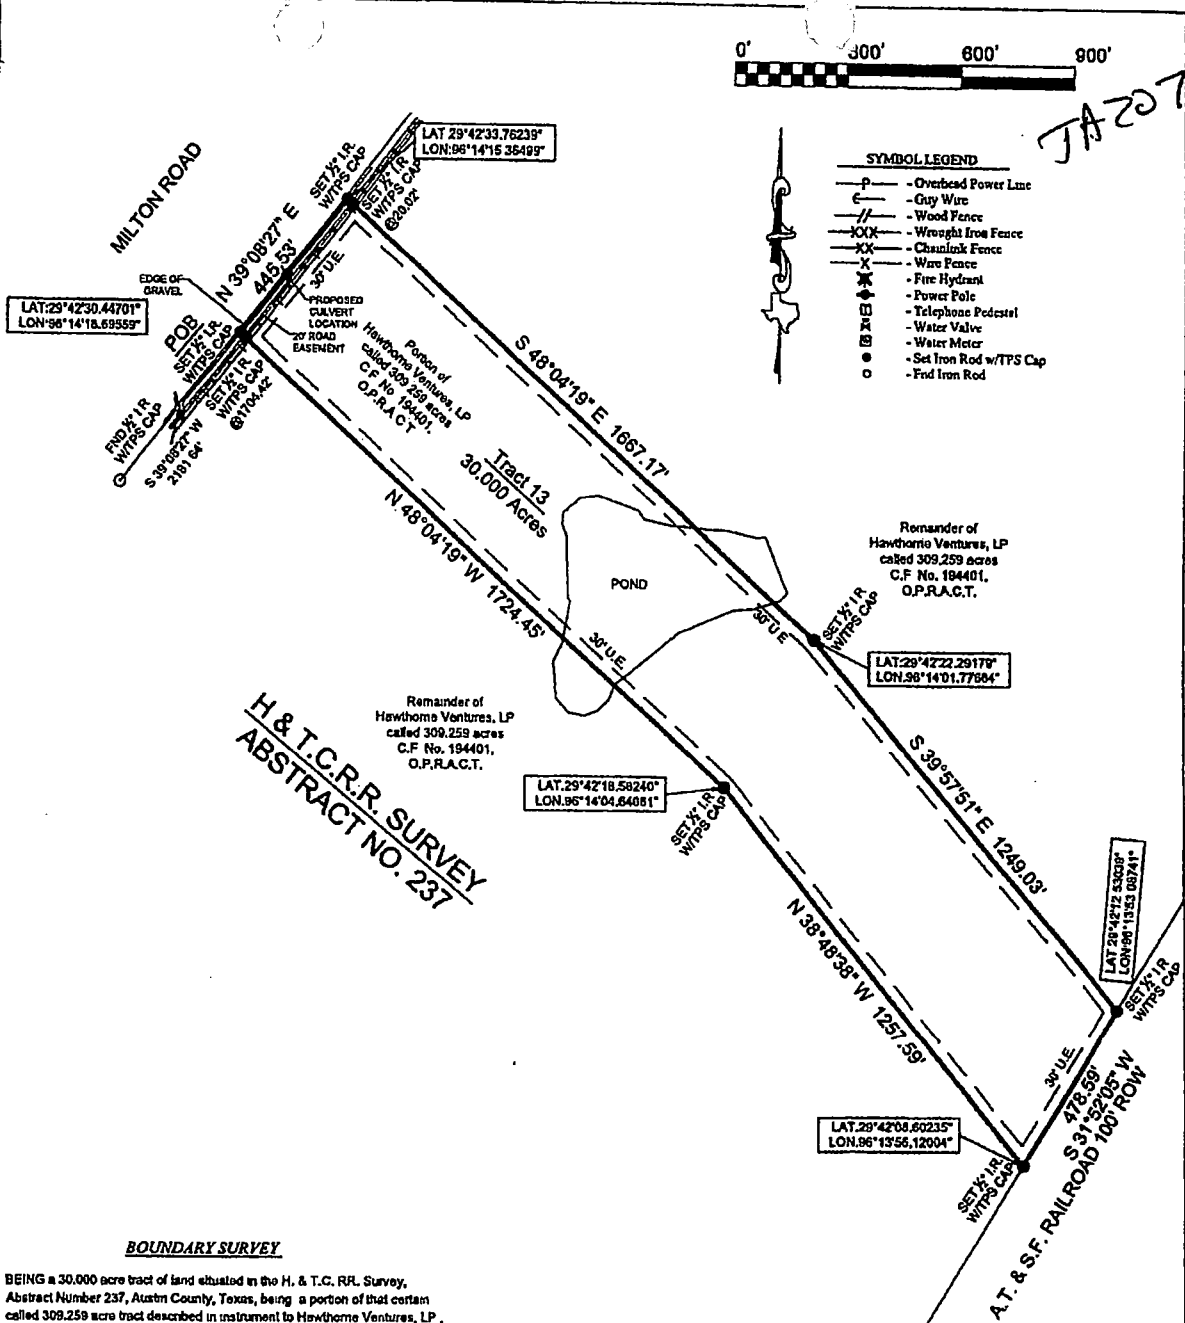 0' 300' 600' 900'
JA207
SYMBOL LEGEND
P - Overhead Power Line
E - Guy Wire
// - Wood Fence
XXX - Wrought Iron Fence
XX - Chainlink Fence
X - Wire Fence
- Fire Hydrant
- Power Pole
- Telephone Pedestal
- Water Valve
- Water Meter
- Set Iron Rod w/TPS Cap
- Fnd Iron Rod
LAT 29°42'33.76239"
LON:96°14'15 36499"
MILTON ROAD
SET ½" I.R.
W/TPS CAP
SET ½" I.R
W/TPS CAP
@20.02'
N 39°08'27" E
445.53'
30' U.E.
EDGE OF
GRAVEL
LAT:29°42'30.44701"
LON:96°14'18.69559"
POB
SET ½" I.R.
W/TPS CAP
PROPOSED
CULVERT
LOCATION
20' ROAD
EASEMENT
SET ½" I.R.
W/TPS CAP
@1704.42'
FND ½" I R
W/TPS CAP
S 39°08'27" W
2181 64'
Portion of
Hawthorne Ventures, LP
called 309 259 acres
C.F No 194401,
O.P.R.A.C T
S 48°04'19" E 1667.17'
Tract 13
30.000 Acres
N 48°04'19" W 1724.45'
POND
30' U.E.
30' U E
Remainder of
Hawthorne Ventures, LP
called 309.259 acres
C.F No. 194401,
O.P.R.A.C.T.
SET ½" I R
W/TPS CAP
LAT:29°42'22.29179"
LON.96°14'01.77684"
Remainder of
Hawthorne Ventures, LP
called 309.259 acres
C.F No. 194401,
O.P.R.A.C.T.
H & T.C.R.R. SURVEY
ABSTRACT NO. 237
LAT.29°42'18.58240"
LON:96°14'04.64081"
SET ½" I.R
W/TPS CAP
S 39°57'51" E 1249.03'
N 38°48'38" W 1257.59'
LAT 29°42'12 53039"
LON:96°13'53 08741"
SET ½" I R
W/TPS CAP
30' U.E.
478.59'
S 31°52'05" W
A.T. & S.F. RAILROAD 100' ROW
LAT.29°42'08.60235"
LON.96°13'56.12004"
SET ½" I.R.
W/TPS CAP
BOUNDARY SURVEY
BEING a 30.000 acre tract of land situated in the H. & T.C. RR. Survey,
Abstract Number 237, Austin County, Texas, being a portion of that certain
called 309.259 acre tract described in instrument to Hawthorne Ventures, LP ,